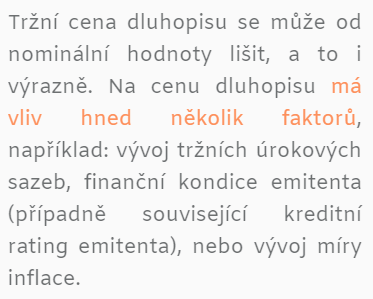 Tržní cena dluhopisu se může od
nominální hodnoty lišit, a to i
výrazně. Na cenu dluhopisu má
vliv hned několik faktorů,
například: vývoj tržních úrokových
sazeb, finanční kondice emitenta
(případně související kreditní
rating emitenta), nebo vývoj míry
inflace.